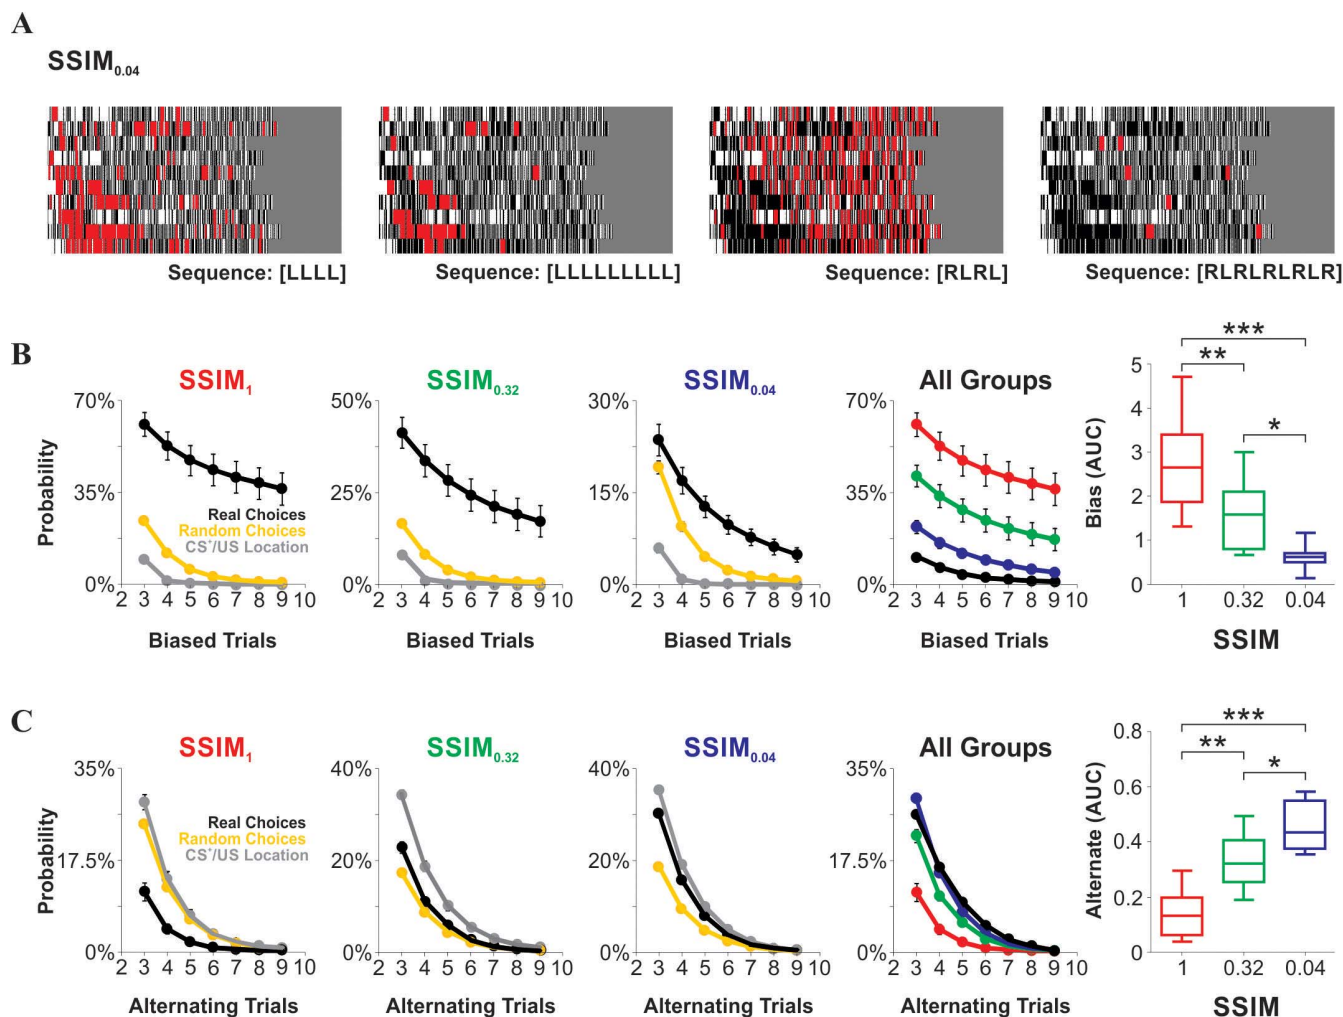 A
SSIM0.04
Sequence: [LLLL]
Sequence: [LLLLLLLLL]
Sequence: [RLRL]
Sequence: [RLRLRLRLR]
B
SSIM1
SSIM0.32
SSIM0.04
All Groups
Probability
70%
35%
0%
Real Choices
Random Choices
CS+/US Location
2 3 4 5 6 7 8 9 10
Biased Trials
50%
25%
0%
2 3 4 5 6 7 8 9 10
Biased Trials
30%
15%
0%
2 3 4 5 6 7 8 9 10
Biased Trials
70%
35%
0%
2 3 4 5 6 7 8 9 10
Biased Trials
***
**
*
Bias (AUC)
5
4
3
2
1
0
1 0.32 0.04
SSIM
C
SSIM1
SSIM0.32
SSIM0.04
All Groups
Probability
35%
17.5%
0%
Real Choices
Random Choices
CS+/US Location
2 3 4 5 6 7 8 9 10
Alternating Trials
40%
20%
0%
2 3 4 5 6 7 8 9 10
Alternating Trials
40%
20%
0%
2 3 4 5 6 7 8 9 10
Alternating Trials
35%
17.5%
0%
2 3 4 5 6 7 8 9 10
Alternating Trials
***
**
*
Alternate (AUC)
0.8
0.6
0.4
0.2
0
1 0.32 0.04
SSIM